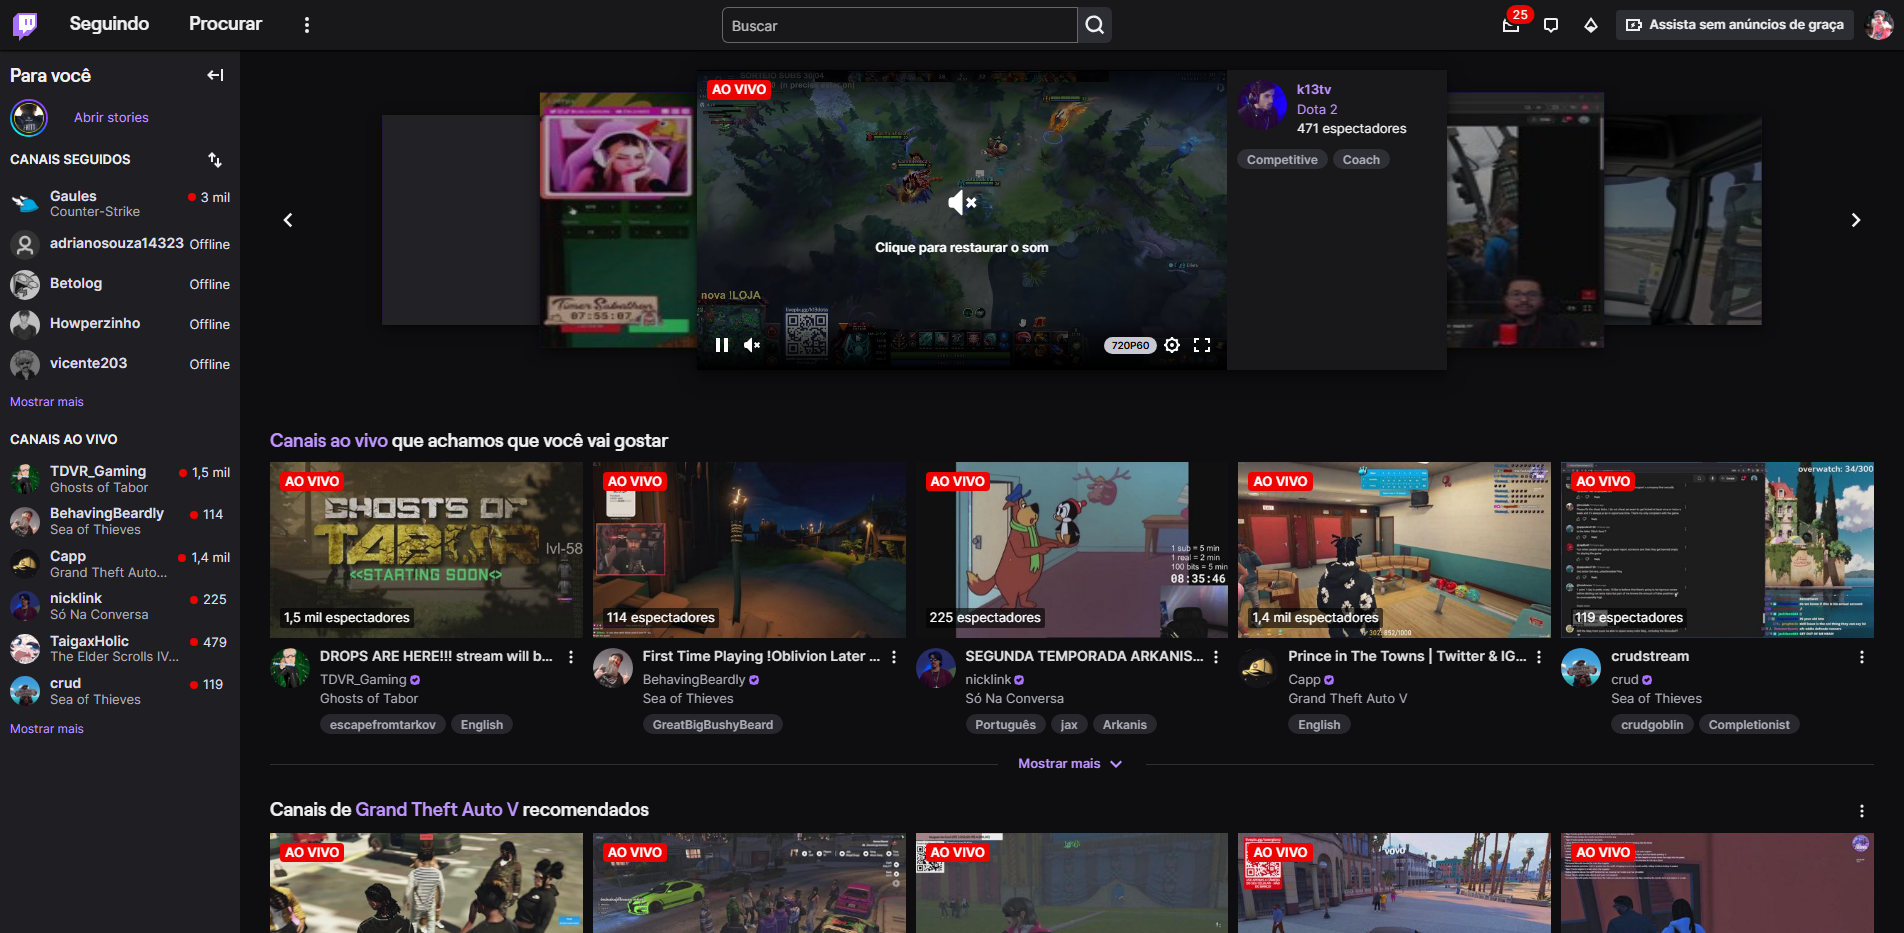 Seguindo
Procurar
Buscar
25
Assista sem anúncios de graça
Para você
Abrir stories
CANAIS SEGUIDOS
Gaules
3 mil
Counter-Strike
adrianosouza14323 Offline
Betolog Offline
Howperzinho Offline
vicente203 Offline
Mostrar mais
CANAIS AO VIVO
TDVR_Gaming 1,5 mil
Ghosts of Tabor
BehavingBeardly 114
Sea of Thieves
Capp 1,4 mil
Grand Theft Auto...
nicklink 225
Só Na Conversa
TaigaxHolic 479
The Elder Scrolls IV...
crud 119
Sea of Thieves
Mostrar mais
Timer Subathon
07:55:07
SORTEIO SUBS 28/04
AO VIVO
Clique para restaurar o som
nova !LOJA
720P60
k13tv
Dota 2
471 espectadores
Competitive Coach
Canais ao vivo que achamos que você vai gostar
AO VIVO
GHOSTS OF
TABOR
<<STARTING SOON<>
lvl-58
1,5 mil espectadores
DROPS ARE HERE!!! stream will b...
TDVR_Gaming
Ghosts of Tabor
escapefromtarkov English
AO VIVO
114 espectadores
First Time Playing !Oblivion Later ...
BehavingBeardly
Sea of Thieves
GreatBigBushyBeard
AO VIVO
1 sub = 5 min
1 real = 2 min
100 bits = 5 min
08:35:46
225 espectadores
SEGUNDA TEMPORADA ARKANIS...
nicklink
Só Na Conversa
Português jax Arkanis
AO VIVO
852/1000
1,4 mil espectadores
Prince in The Towns | Twitter & IG...
Capp
Grand Theft Auto V
English
AO VIVO
overwatch: 34/300
119 espectadores
crudstream
crud
Sea of Thieves
crudgoblin Completionist
Mostrar mais
Canais de Grand Theft Auto V recomendados
AO VIVO
AO VIVO
AO VIVO
AO VIVO
VOVO
AO VIVO